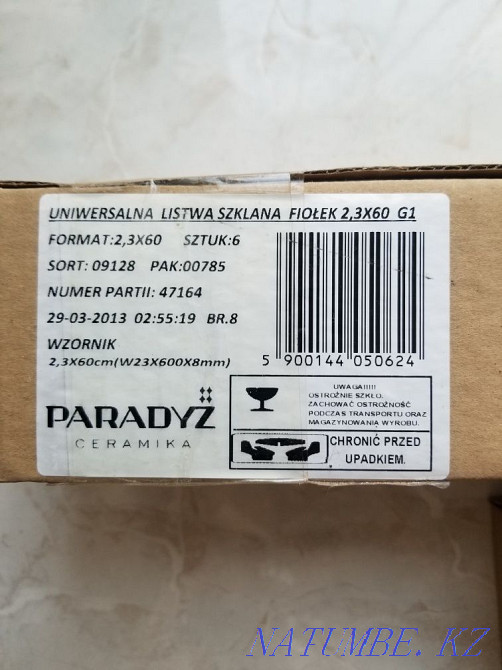 UNIWERSALNA LISTWA SZKLANA FIOŁEK 2,3X60 G1
FORMAT:2,3X60 SZTUK:6
SORT: 09128 PAK:00785
NUMER PARTII: 47164
29-03-2013 02:55:19 BR.8
WZORNIK
2,3X60cm(W23X600X8mm)
5 900144 050624
PARADYŻ
CERAMIKA
UWAGA!!!!!
OSTROŻNIE SZKŁO.
ZACHOWAĆ OSTROŻNOŚĆ
PODCZAS TRANSPORTU ORAZ
MAGAZYNOWANIA WYROBU.
CHRONIĆ PRZED
UPADKIEM.
NATUMBE.KZ